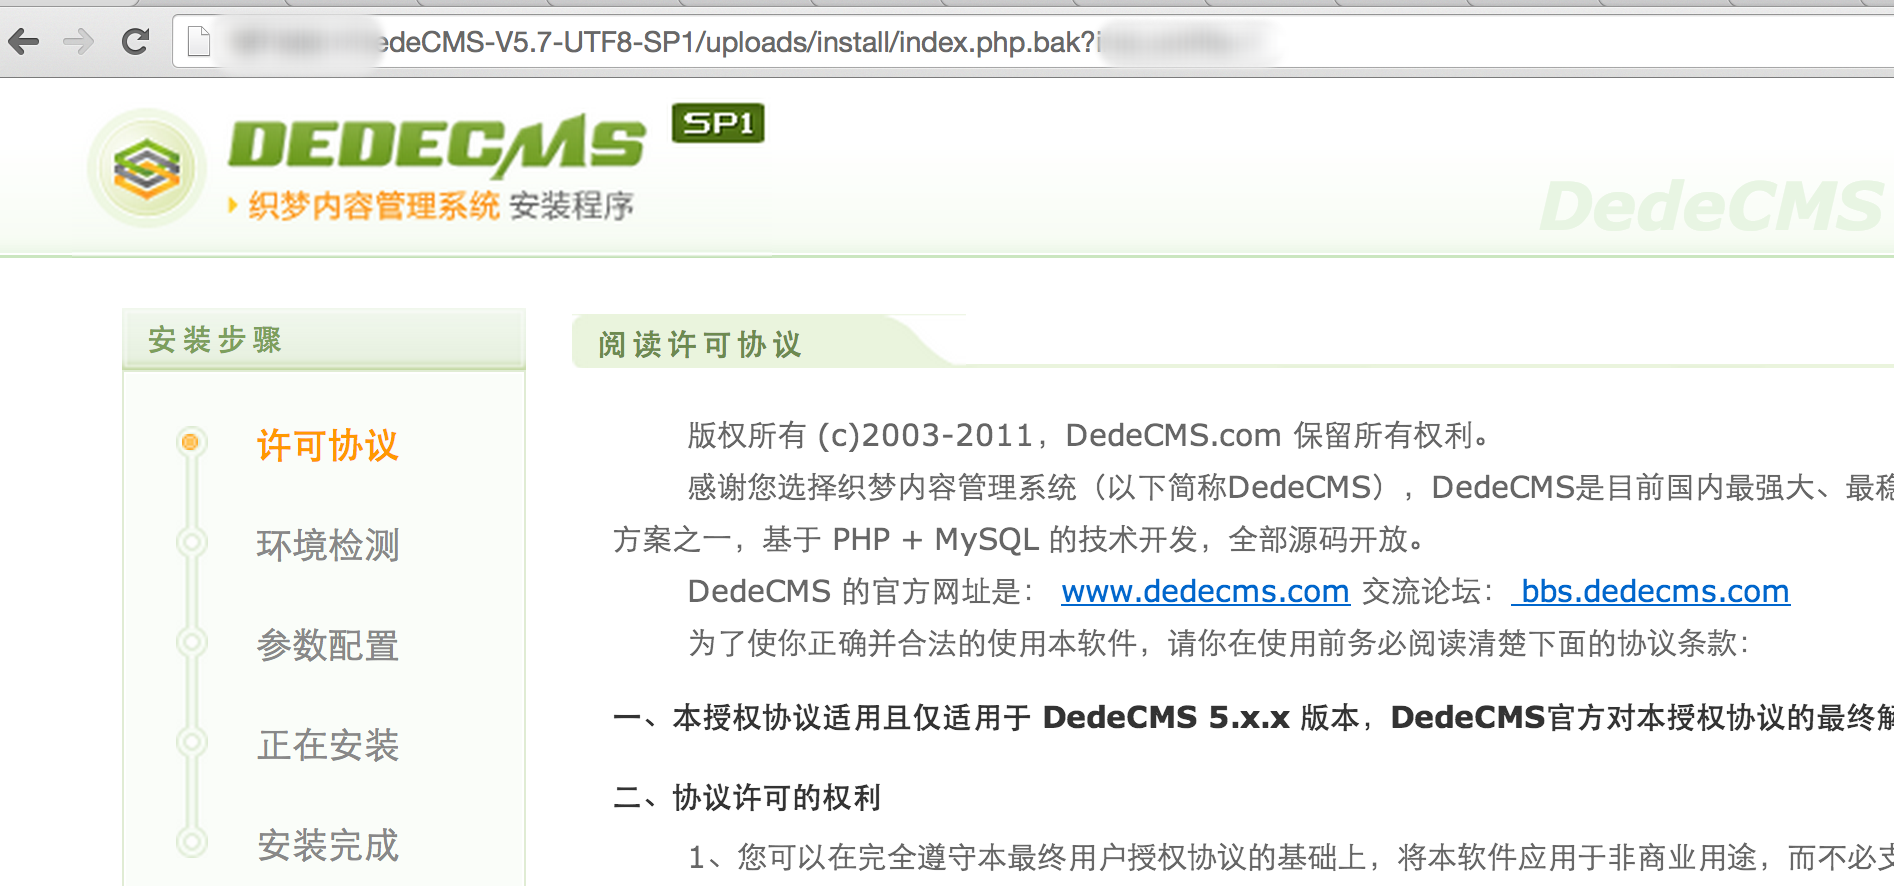 edeCMS-V5.7-UTF8-SP1/uploads/install/index.php.bak?i
DEDECMS SP1
织梦内容管理系统 安装程序
DedeCMS
安装步骤
许可协议
环境检测
参数配置
正在安装
安装完成
阅读许可协议
版权所有 (c)2003-2011，DedeCMS.com 保留所有权利。
感谢您选择织梦内容管理系统（以下简称DedeCMS），DedeCMS是目前国内最强大、最稳
方案之一，基于 PHP + MySQL 的技术开发，全部源码开放。
DedeCMS 的官方网址是： www.dedecms.com 交流论坛： bbs.dedecms.com
为了使你正确并合法的使用本软件，请你在使用前务必阅读清楚下面的协议条款：
一、本授权协议适用且仅适用于 DedeCMS 5.x.x 版本，DedeCMS官方对本授权协议的最终解
二、协议许可的权利
1、您可以在完全遵守本最终用户授权协议的基础上，将本软件应用于非商业用途，而不必支